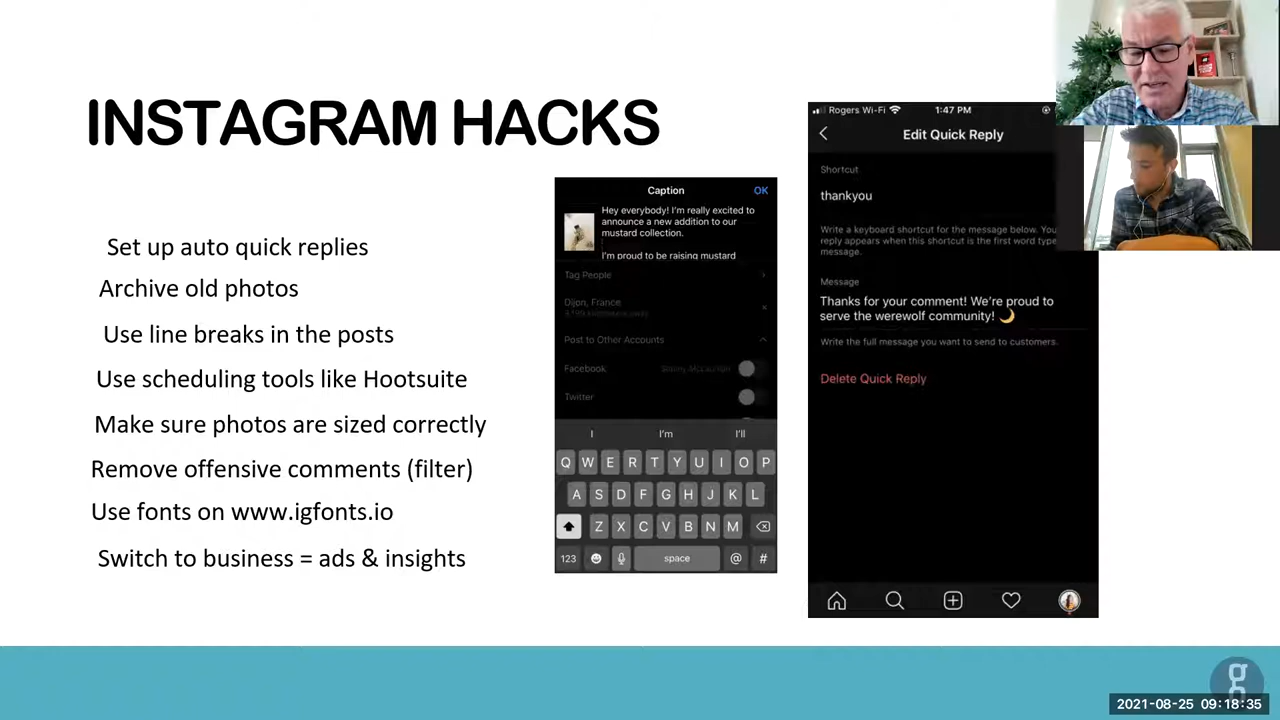 INSTAGRAM HACKS
Set up auto quick replies
Archive old photos
Use line breaks in the posts
Use scheduling tools like Hootsuite
Make sure photos are sized correctly
Remove offensive comments (filter)
Use fonts on www.igfonts.io
Switch to business = ads & insights
Caption OK
Hey everybody! I'm really excited to
announce a new addition to our
mustard collection.
I'm proud to be raising mustard
Tag People
Dijon, France
Post to Other Accounts
Facebook
Twitter
I I'm I'll
Q W E R T Y U I O P
A S D F G H J K L
Z X C V B N M
123 space @ #
Rogers Wi-Fi 1:47 PM
Edit Quick Reply
Shortcut
thankyou
Write a keyboard shortcut for the message below. You
reply appears when this shortcut is the first word type
message.
Message
Thanks for your comment! We're proud to
serve the werewolf community! 🌙
Write the full message you want to send to customers.
Delete Quick Reply
g
2021-08-25 09:18:35